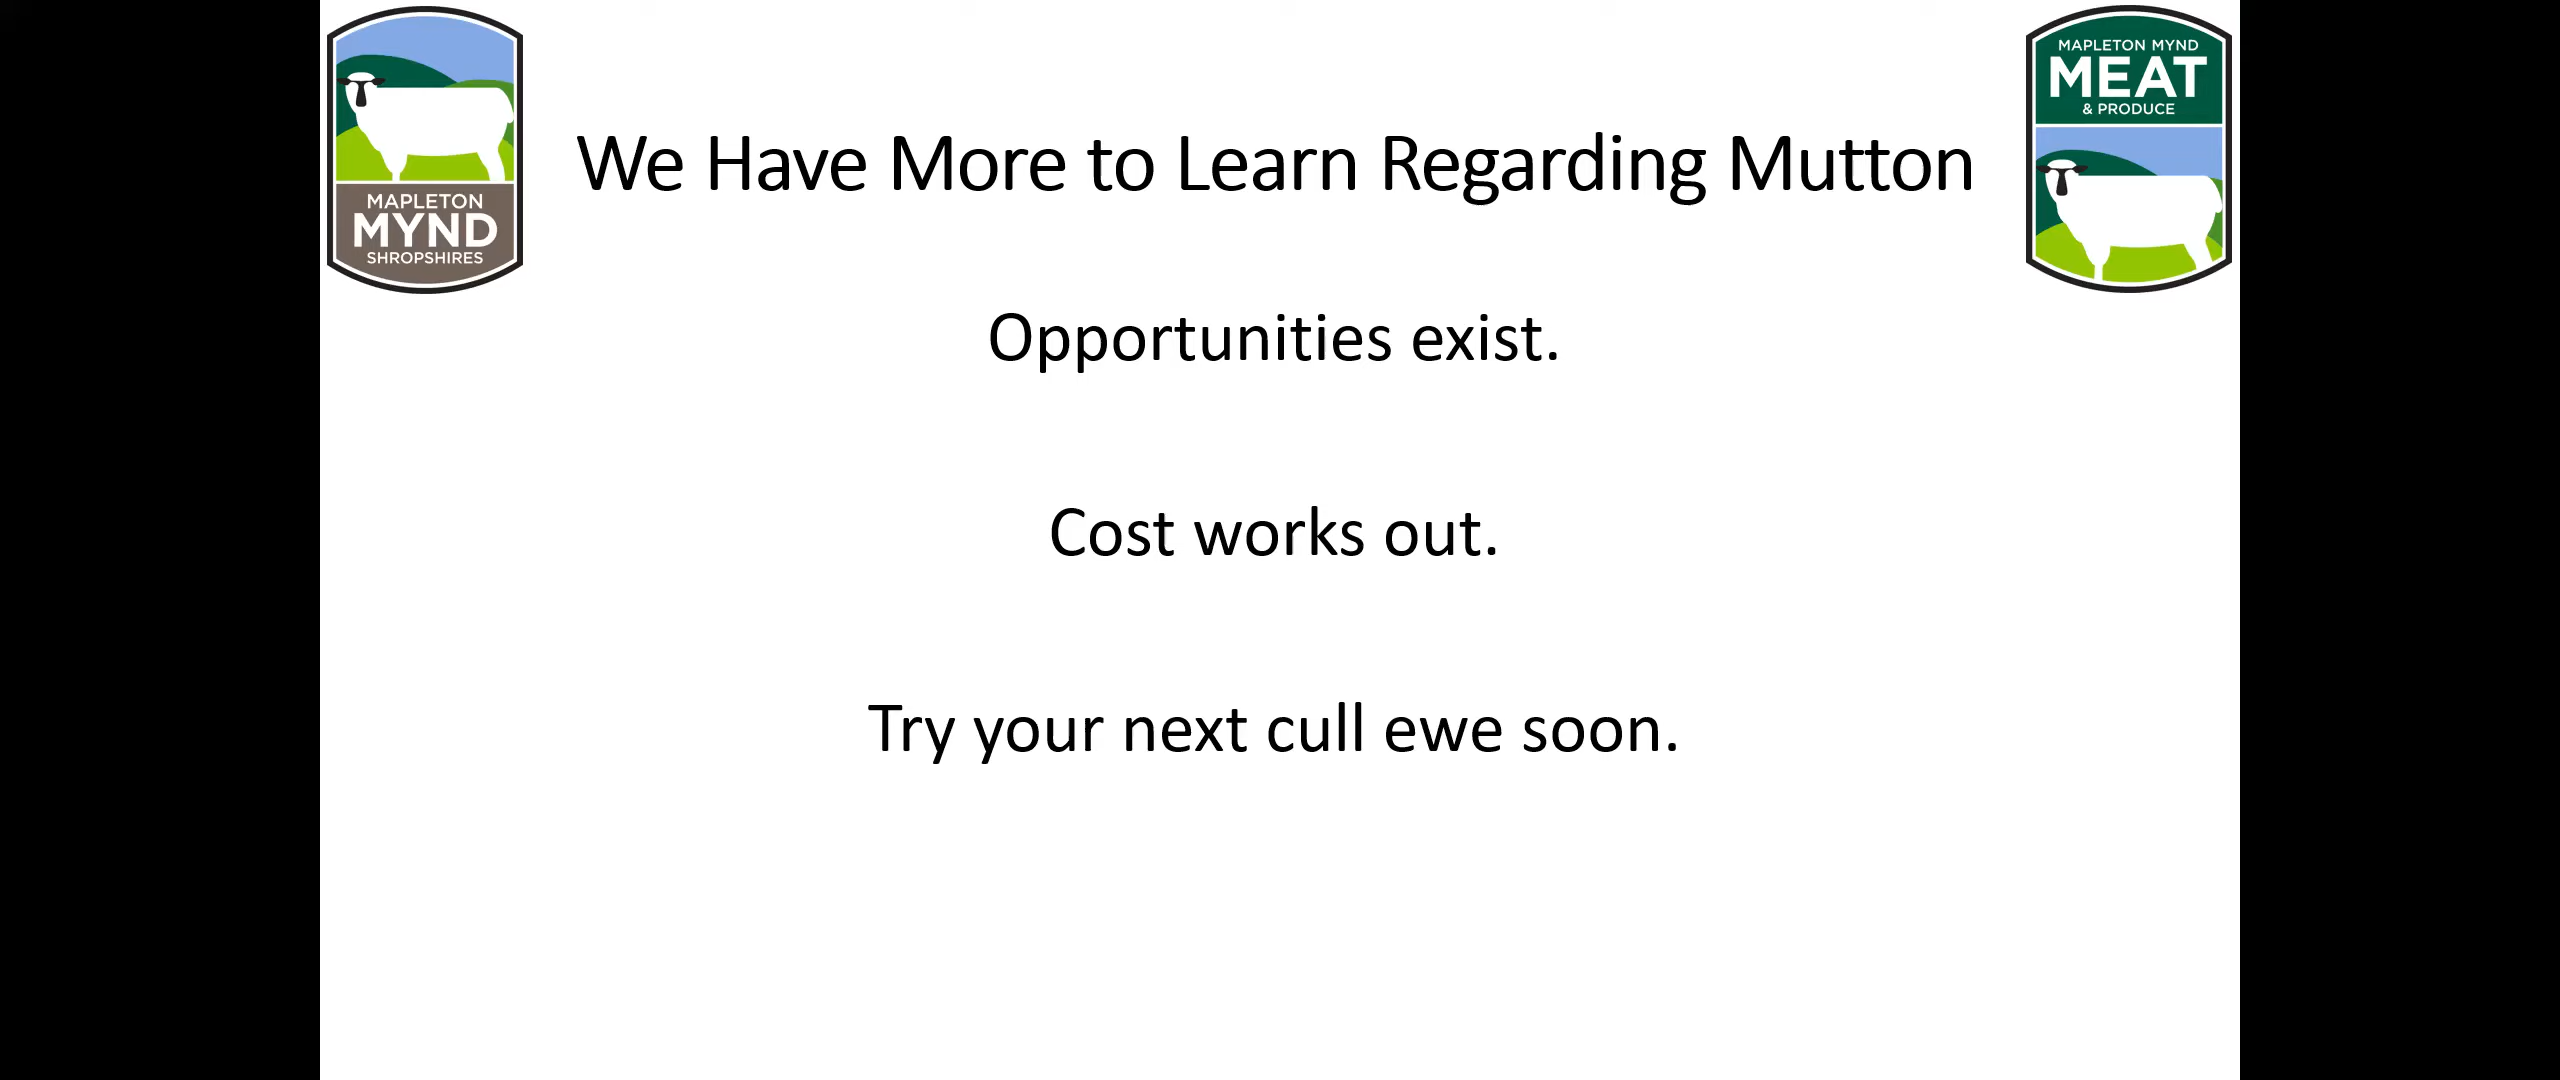 MAPLETON
MYND
SHROPSHIRES
MAPLETON MYND
MEAT
& PRODUCE
We Have More to Learn Regarding Mutton
Opportunities exist.
Cost works out.
Try your next cull ewe soon.